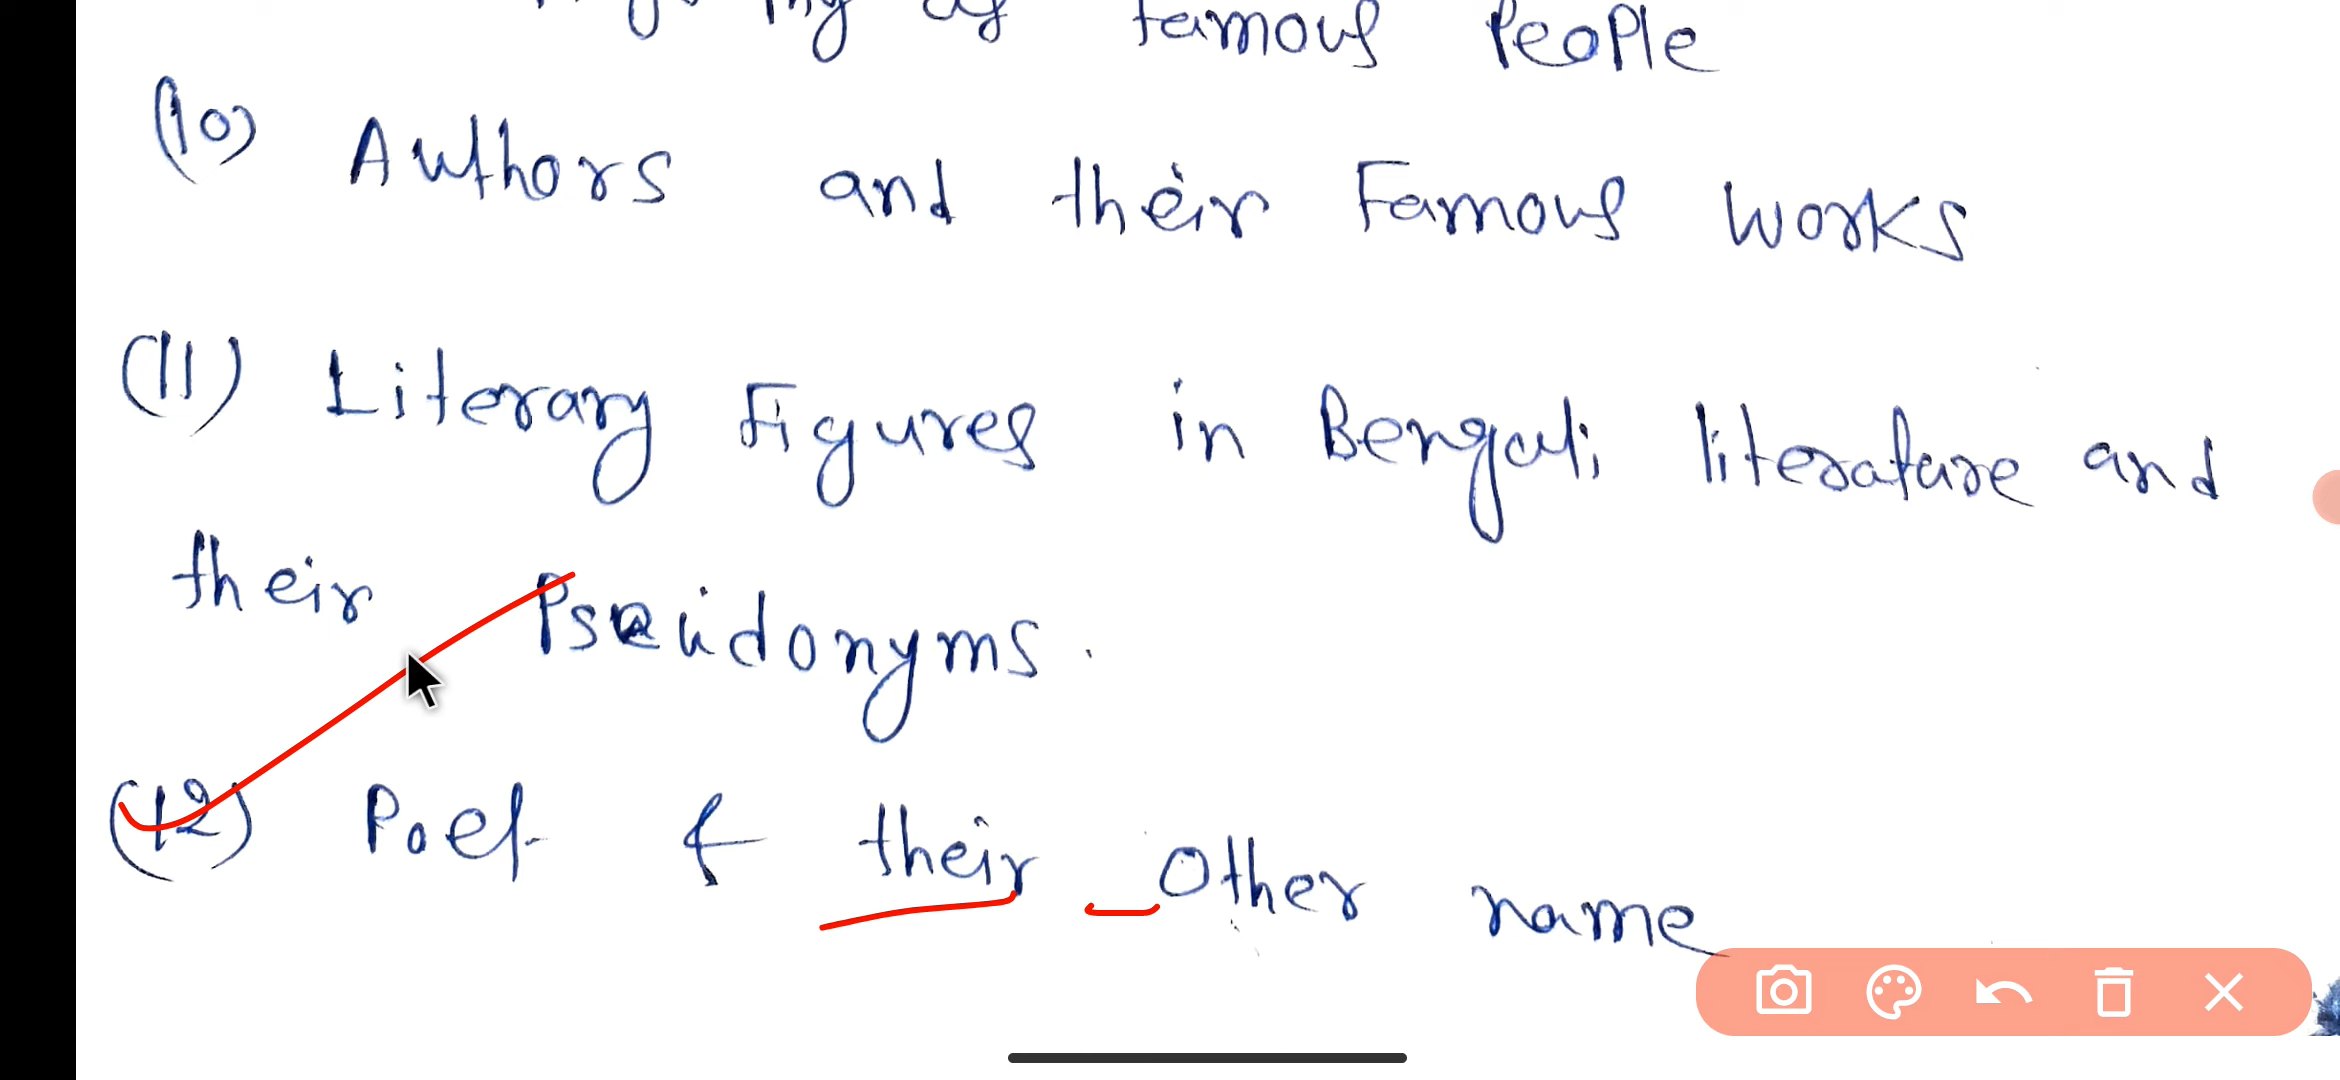 famous People
(10) Authors and their Famous works
(11) Literary Figures in Bengali literature and
their Pseudonyms.
(12) Poet & their Other name